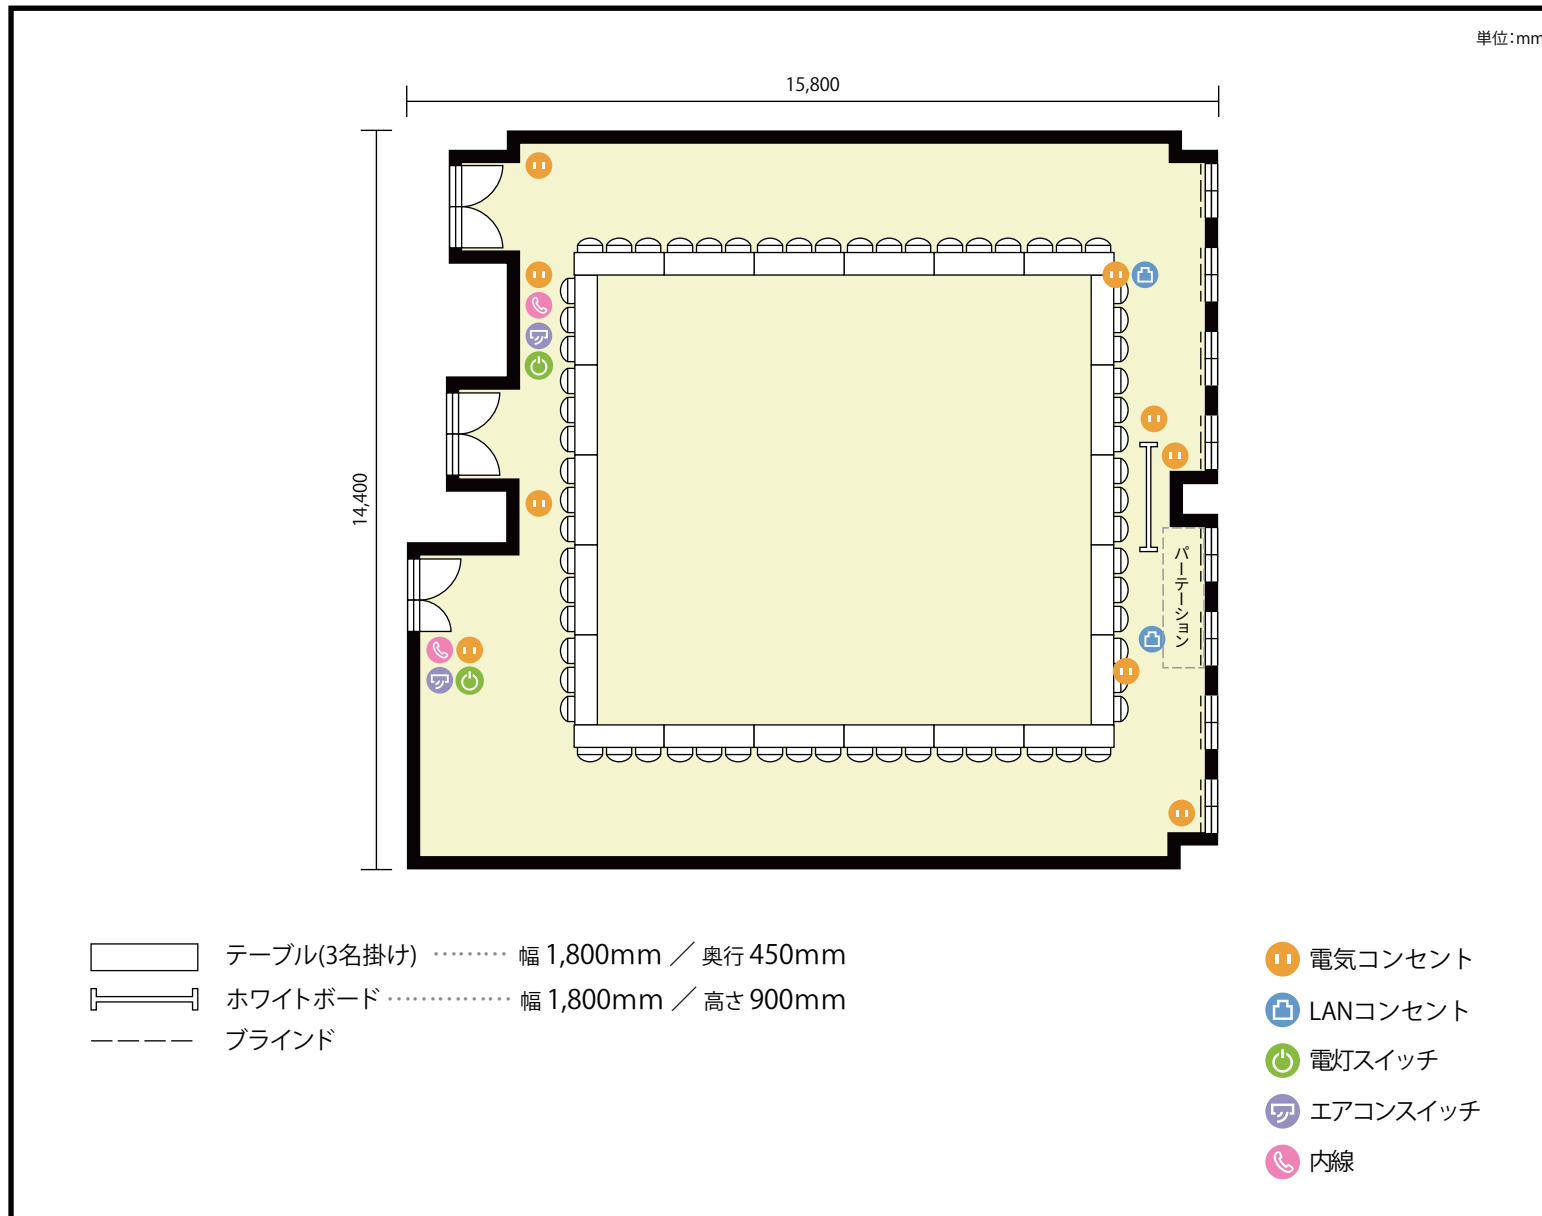 単位：mm
15,800
14,400
パーテーション
テーブル(3名掛け) ……… 幅 1,800mm ／ 奥行 450mm
ホワイトボード …………… 幅 1,800mm ／ 高さ 900mm
ブラインド
電気コンセント
LANコンセント
電灯スイッチ
エアコンスイッチ
内線